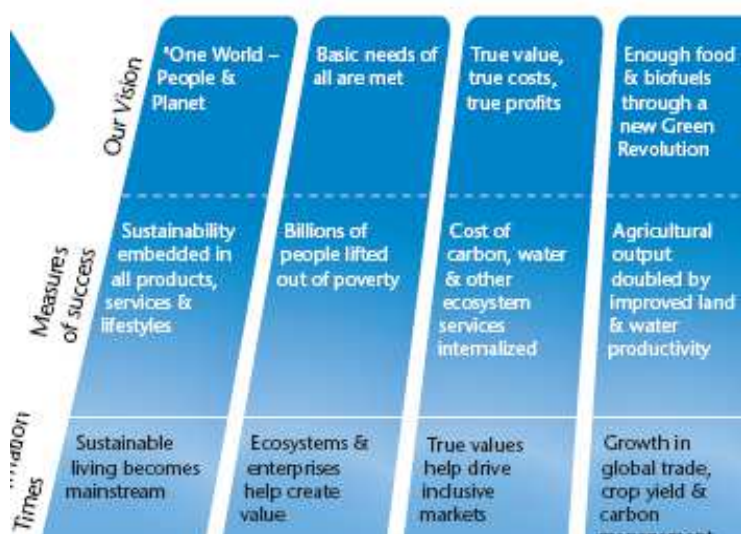 Our Vision
'One World –
People &
Planet
Basic needs of
all are met
True value,
true costs,
true profits
Enough food
& biofuels
through a
new Green
Revolution
Measures
of success
Sustainability
embedded in
all products,
services &
lifestyles
Billions of
people lifted
out of poverty
Cost of
carbon, water
& other
ecosystem
services
internalized
Agricultural
output
doubled by
improved land
& water
productivity
Times
Sustainable
living becomes
mainstream
Ecosystems &
enterprises
help create
value
True values
help drive
inclusive
markets
Growth in
global trade,
crop yield &
carbon